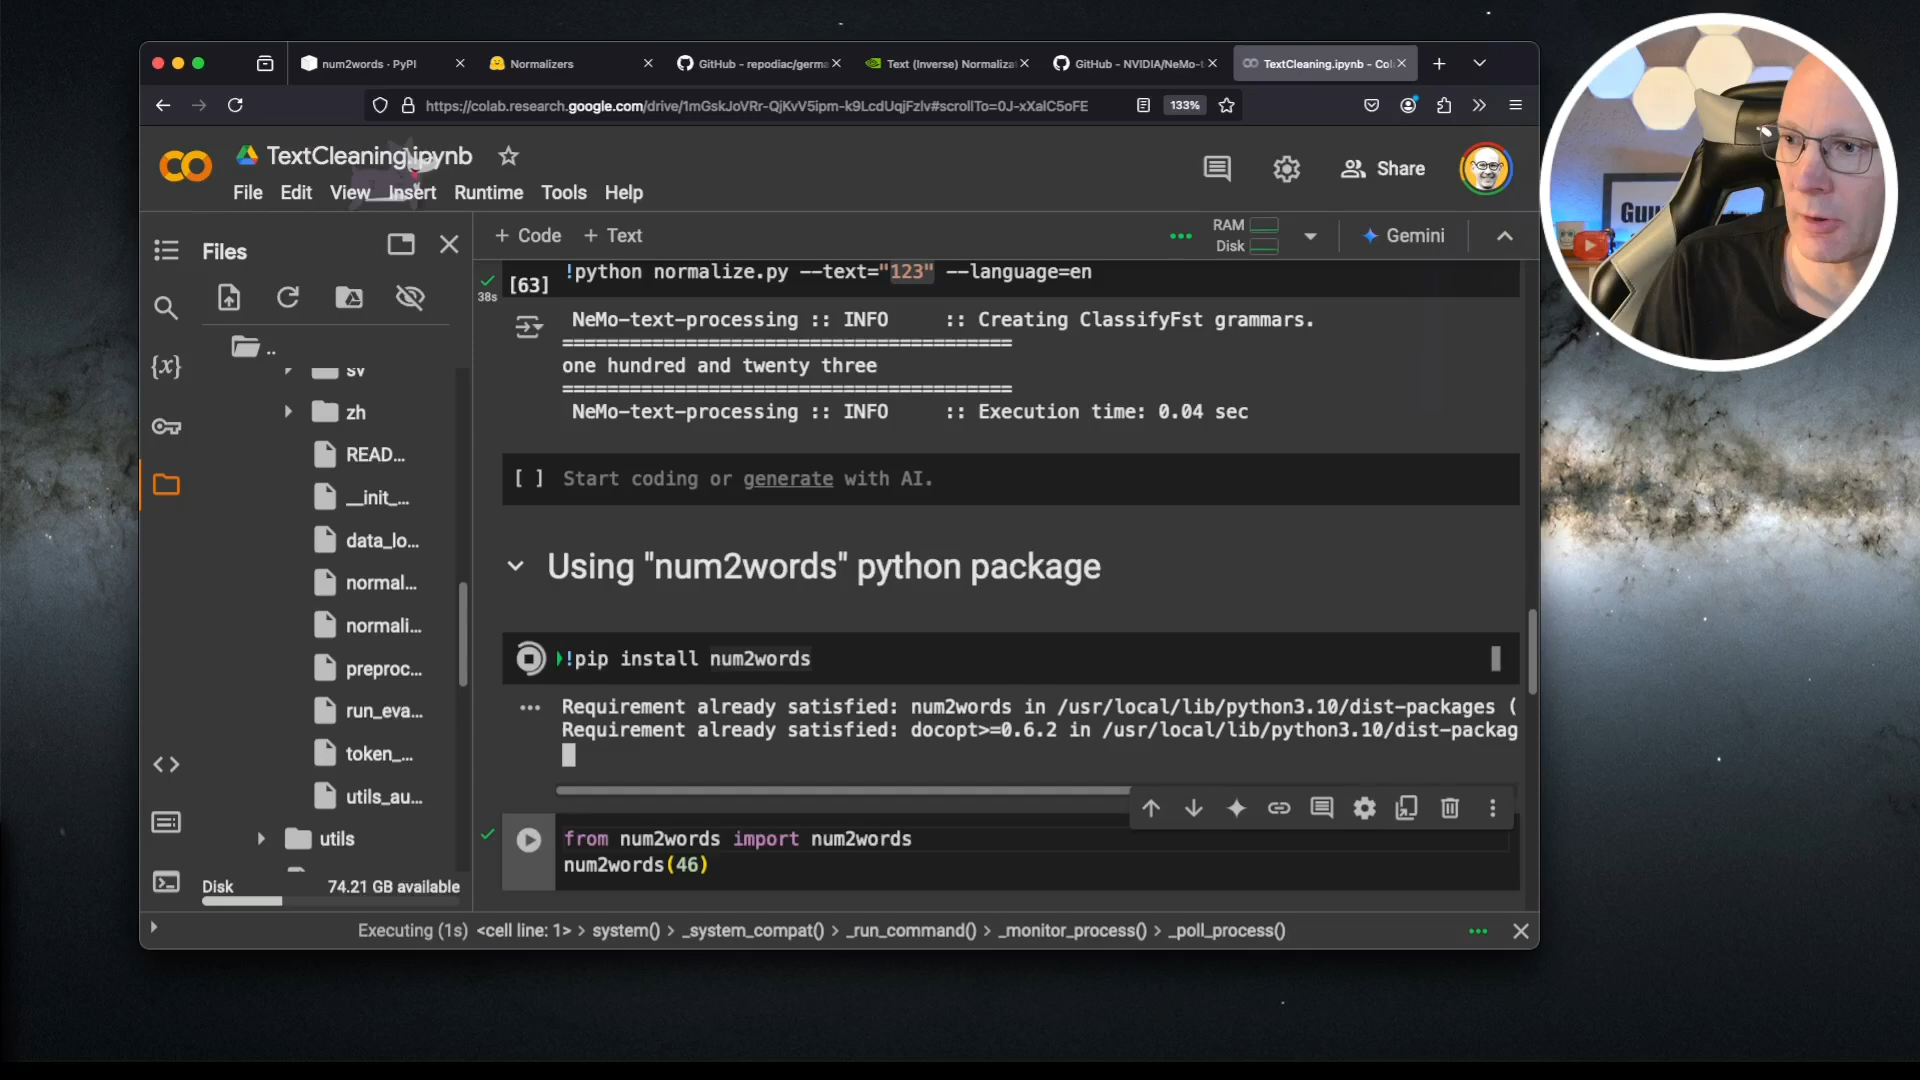 num2words · PyPI
Normalizers
GitHub - repodiac/germa
Text (Inverse) Normaliza
GitHub - NVIDIA/NeMo-t
TextCleaning.ipynb - Col
https://colab.research.google.com/drive/1mGskJoVRr-QjKvV5ipm-k9LcdUqjFzlv#scrollTo=0J-xXalC5oFE
133%
TextCleaning.ipynb
File Edit View Insert Runtime Tools Help
Share
Files
+ Code + Text
RAM
Disk
Gemini
..
sv
zh
READ...
__init_...
data_lo...
normal...
normali...
preproc...
run_eva...
token_...
utils_au...
utils
Disk 74.21 GB available
38s
[63] !python normalize.py --text="123" --language=en
NeMo-text-processing :: INFO :: Creating ClassifyFst grammars.
========================================
one hundred and twenty three
========================================
NeMo-text-processing :: INFO :: Execution time: 0.04 sec
[ ] Start coding or generate with AI.
Using "num2words" python package
!pip install num2words
Requirement already satisfied: num2words in /usr/local/lib/python3.10/dist-packages (
Requirement already satisfied: docopt>=0.6.2 in /usr/local/lib/python3.10/dist-packag
from num2words import num2words
num2words(46)
Executing (1s) <cell line: 1> > system() > _system_compat() > _run_command() > _monitor_process() > _poll_process()